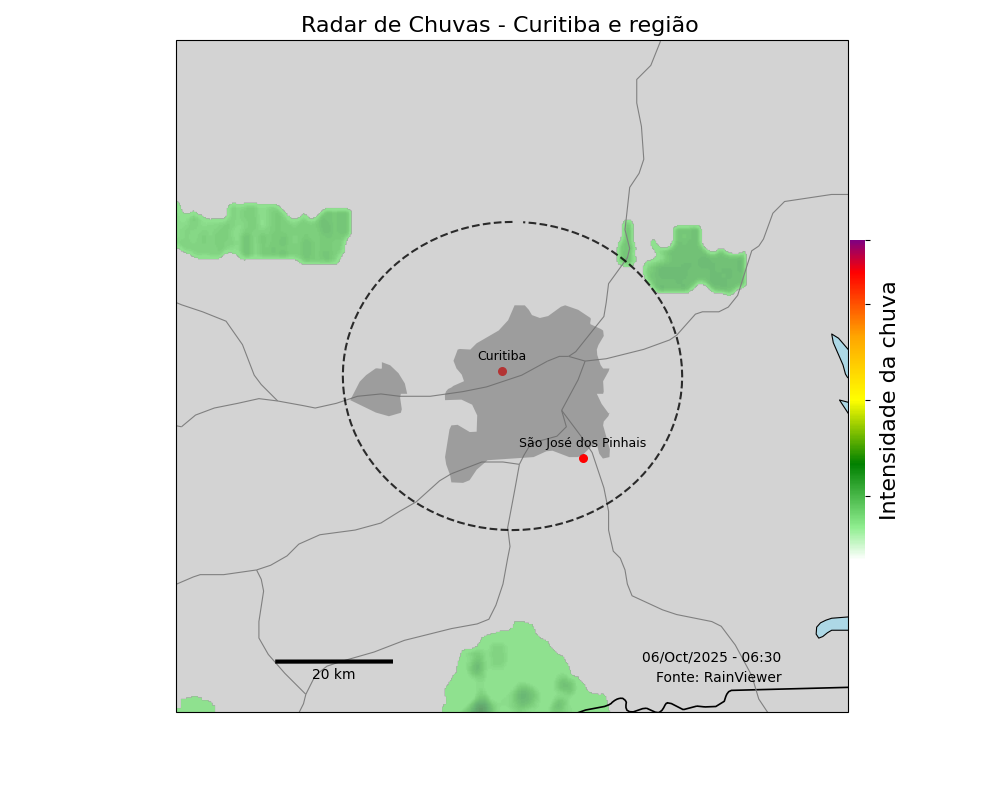 Radar de Chuvas - Curitiba e região
Curitiba
São José dos Pinhais
Intensidade da chuva
20 km
06/Oct/2025 - 06:30
Fonte: RainViewer